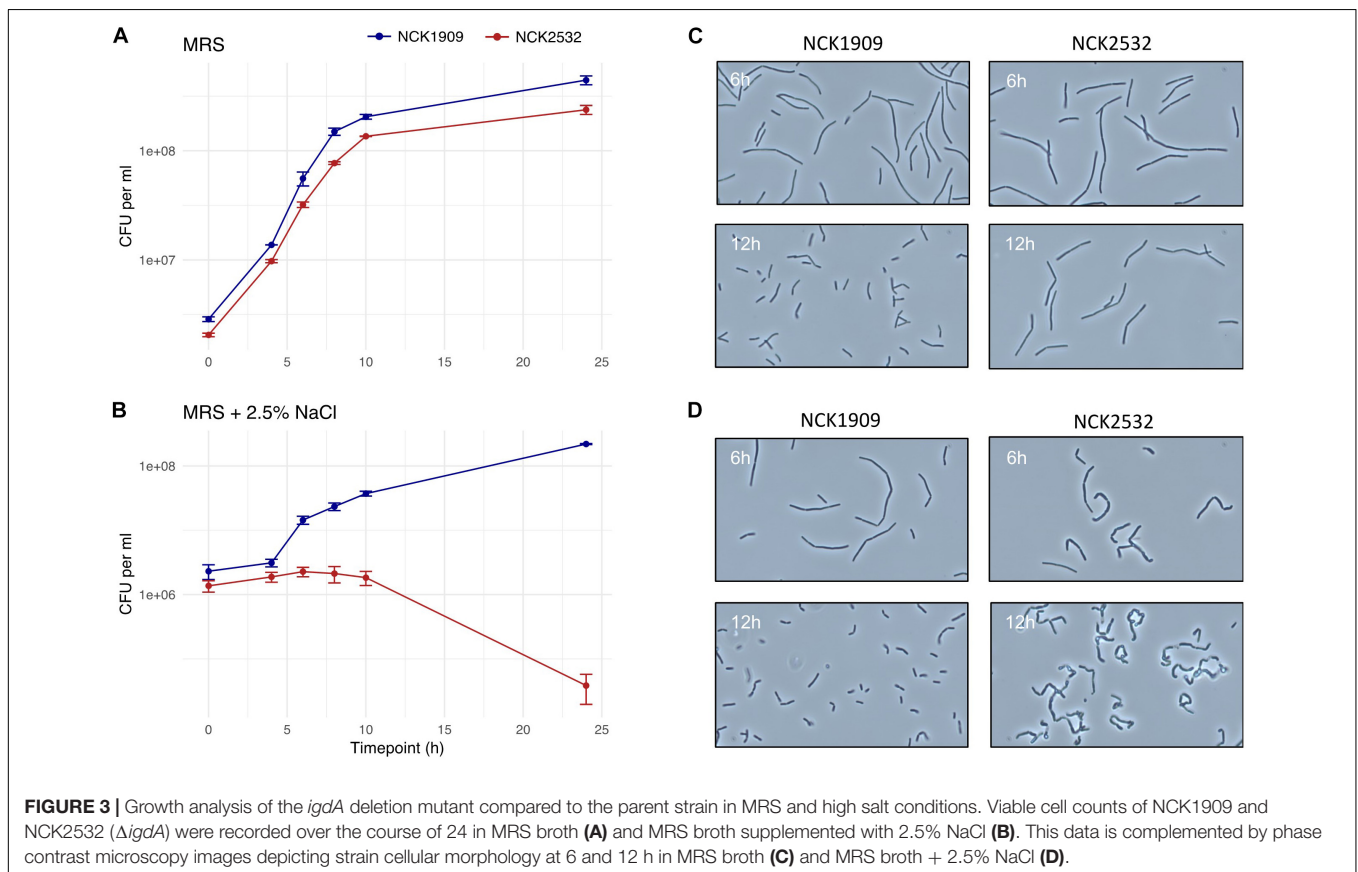 A
MRS
NCK1909
NCK2532
CFU per ml
1e+08
1e+07
0 5 10 15 20 25
B
MRS + 2.5% NaCl
CFU per ml
1e+08
1e+06
0 5 10 15 20 25
Timepoint (h)
C
NCK1909
NCK2532
6h
6h
12h
12h
D
NCK1909
NCK2532
6h
6h
12h
12h
FIGURE 3 | Growth analysis of the igdA deletion mutant compared to the parent strain in MRS and high salt conditions. Viable cell counts of NCK1909 and
NCK2532 (ΔigdA) were recorded over the course of 24 in MRS broth (A) and MRS broth supplemented with 2.5% NaCl (B). This data is complemented by phase
contrast microscopy images depicting strain cellular morphology at 6 and 12 h in MRS broth (C) and MRS broth + 2.5% NaCl (D).